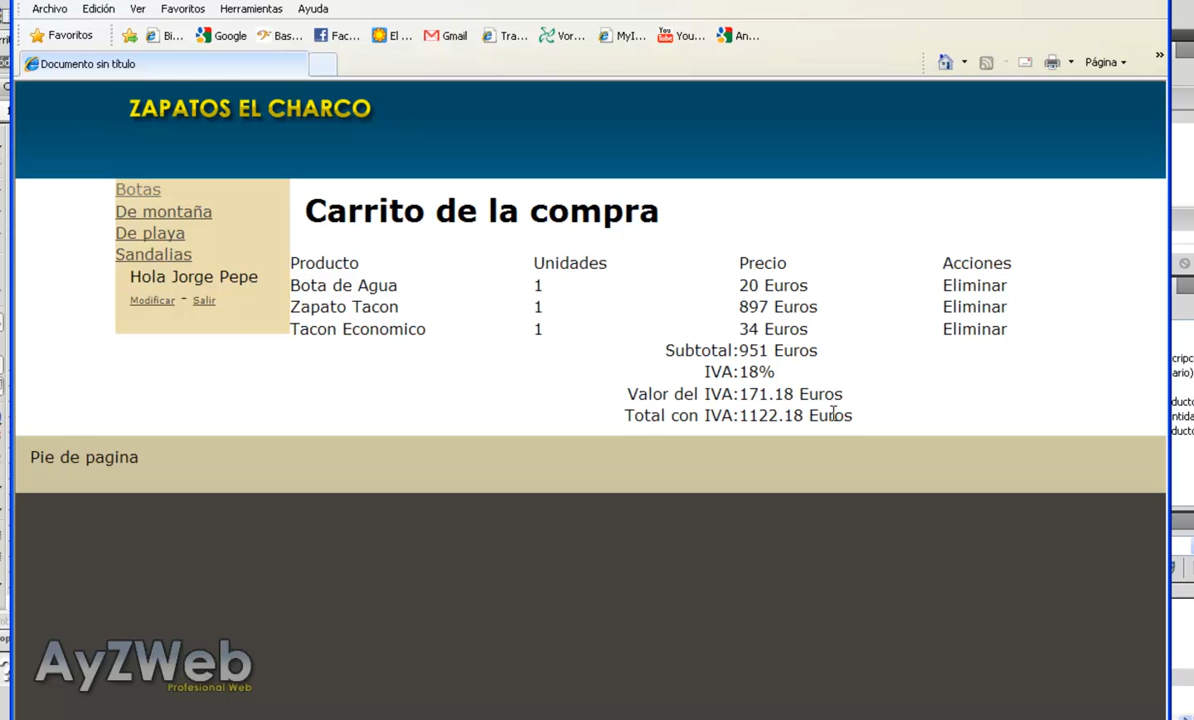 Archivo Edición Ver Favoritos Herramientas Ayuda
Favoritos Bi... Google Bas... Fac... El ... Gmail Tra... Vor... MyI... You... An...
Documento sin título Página
ZAPATOS EL CHARCO
Botas
De montaña
De playa
Sandalias
Hola Jorge Pepe
Modificar - Salir
Carrito de la compra
Producto Unidades Precio Acciones
Bota de Agua 1 20 Euros Eliminar
Zapato Tacon 1 897 Euros Eliminar
Tacon Economico 1 34 Euros Eliminar
Subtotal:951 Euros
IVA:18%
Valor del IVA:171.18 Euros
Total con IVA:1122.18 Euros
Pie de pagina
AyZWeb
Profesional Web